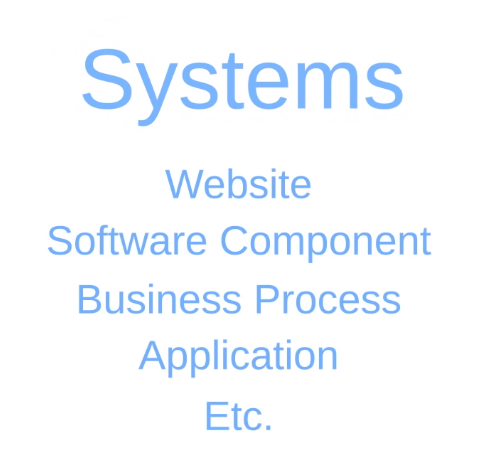 Systems
Website
Software Component
Business Process
Application
Etc.